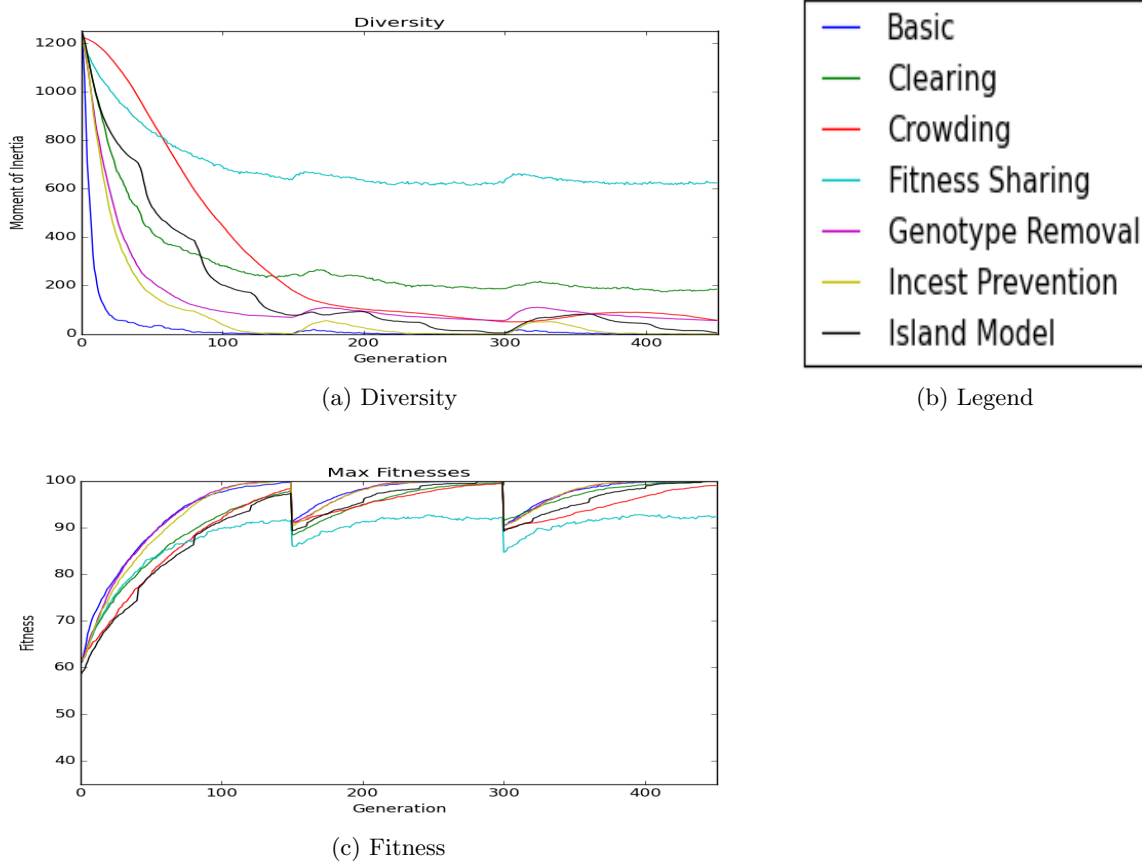 Diversity
Moment of Inertia
1200
1000
800
600
400
200
0
0 100 200 300 400
Generation
(a) Diversity
Basic
Clearing
Crowding
Fitness Sharing
Genotype Removal
Incest Prevention
Island Model
(b) Legend
Max Fitnesses
Fitness
100
90
80
70
60
50
40
0 100 200 300 400
Generation
(c) Fitness